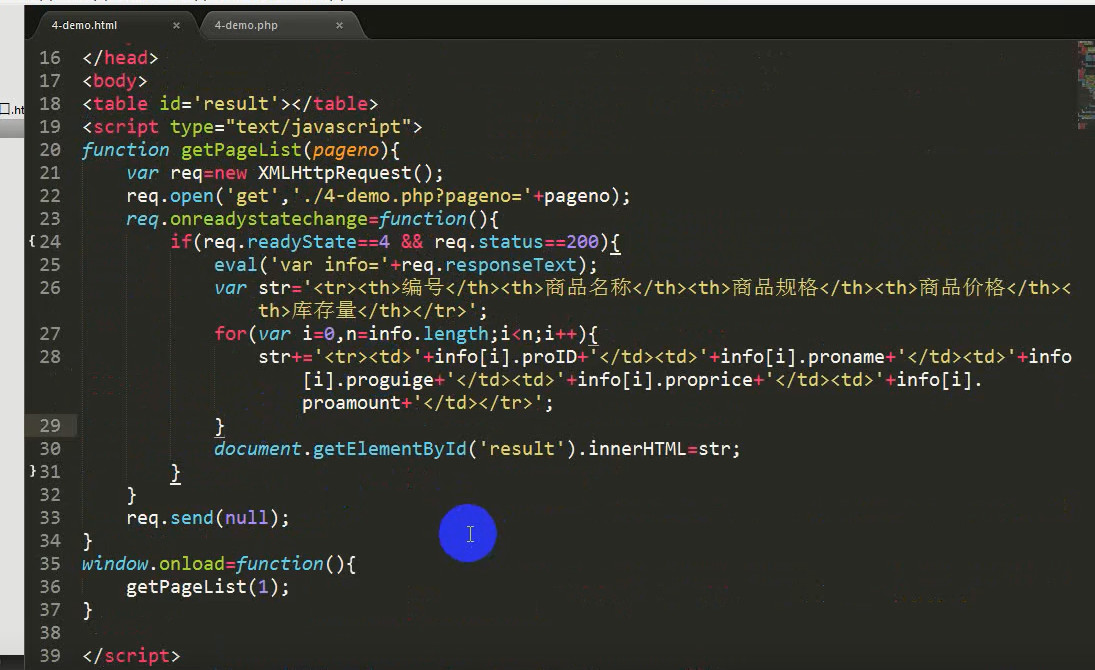 4-demo.html × 4-demo.php ×
16 </head>
17 <body>
口.ht
18 <table id='result'></table>
19 <script type="text/javascript">
20 function getPageList(pageno){
21 var req=new XMLHttpRequest();
22 req.open('get','./4-demo.php?pageno='+pageno);
23 req.onreadystatechange=function(){
{24 if(req.readyState==4 && req.status==200){
25 eval('var info='+req.responseText);
26 var str='<tr><th>编号</th><th>商品名称</th><th>商品规格</th><th>商品价格</th><
th>库存量</th></tr>';
27 for(var i=0,n=info.length;i<n;i++){
28 str+='<tr><td>'+info[i].proID+'</td><td>'+info[i].proname+'</td><td>'+info
[i].proguige+'</td><td>'+info[i].proprice+'</td><td>'+info[i].
proamount+'</td></tr>';
29 }
30 document.getElementById('result').innerHTML=str;
}31 }
32 }
33 req.send(null);
34 }
35 window.onload=function(){
36 getPageList(1);
37 }
38
39 </script>